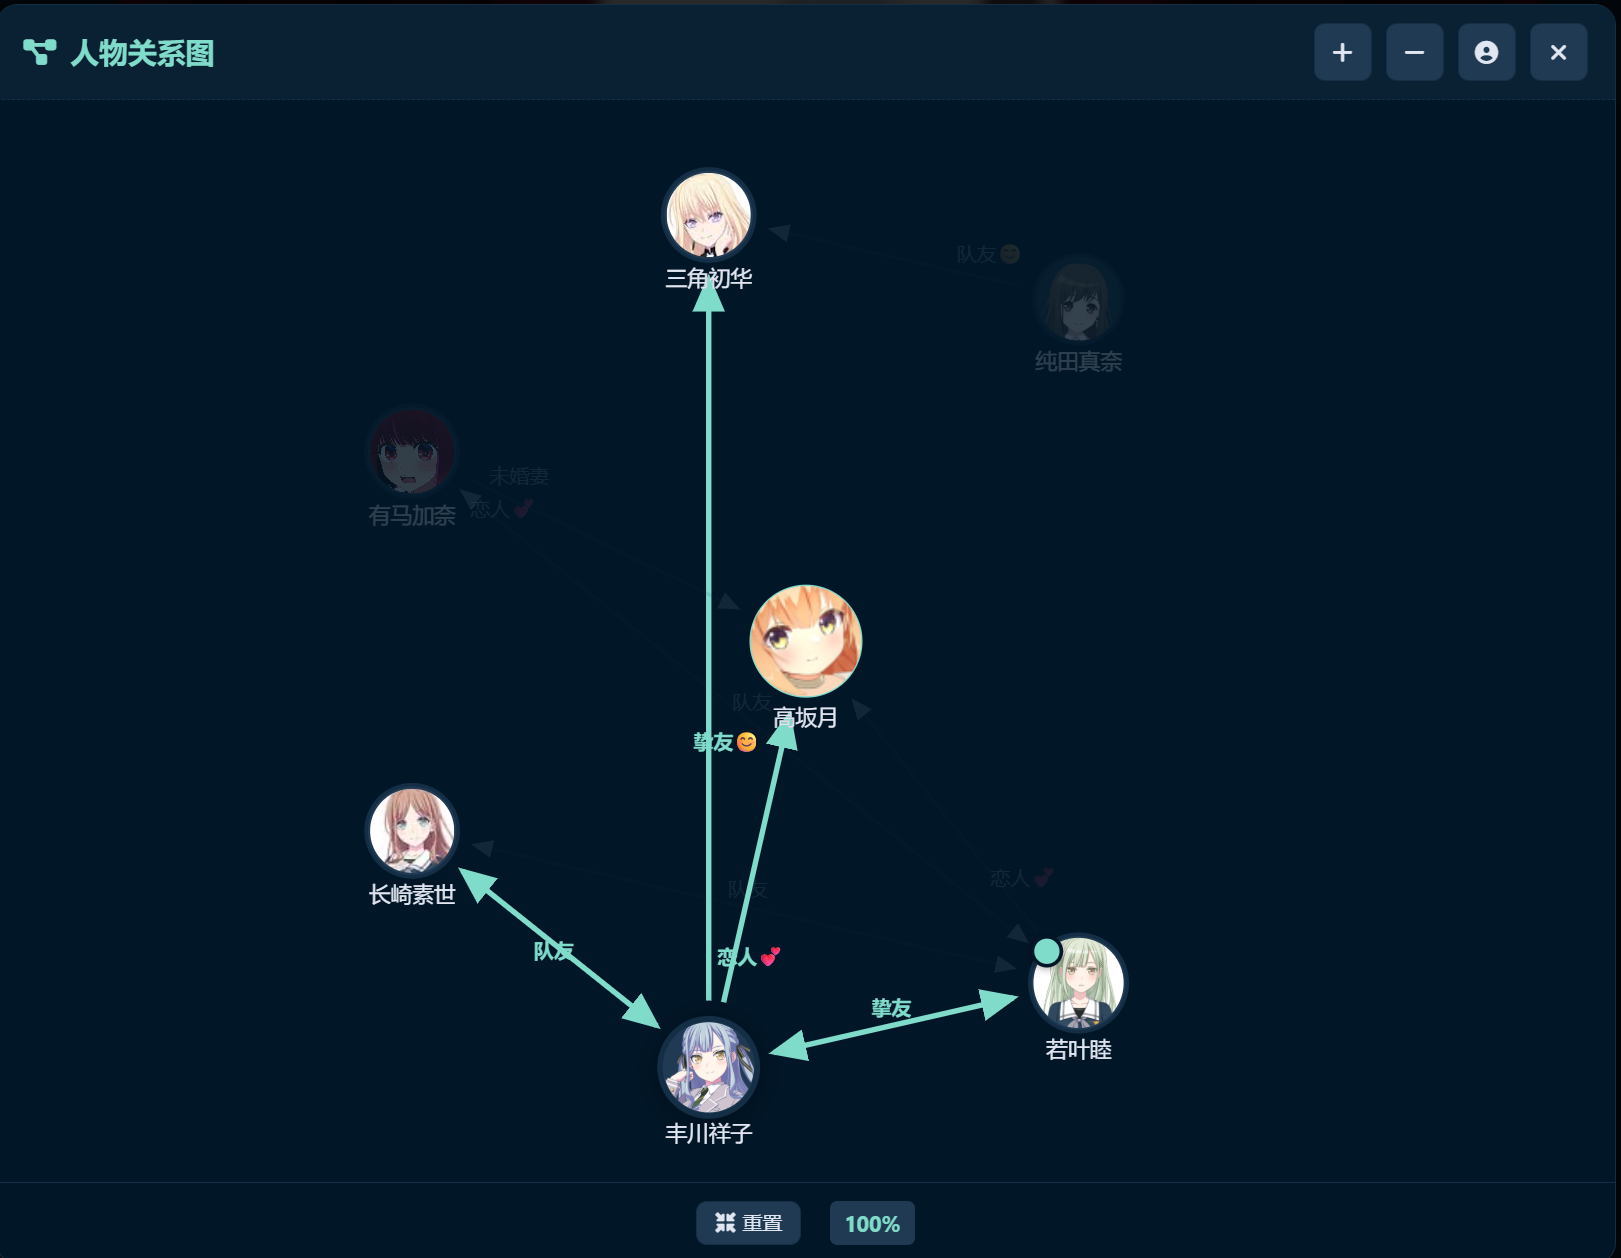 人物关系图
三角初华
队友😊
纯田真奈
未婚妻
恋人💕
有马加奈
队友
高坂月
挚友😊
长崎素世
恋人💕
队友
队友
恋人💕
挚友
若叶睦
丰川祥子
重置
100%